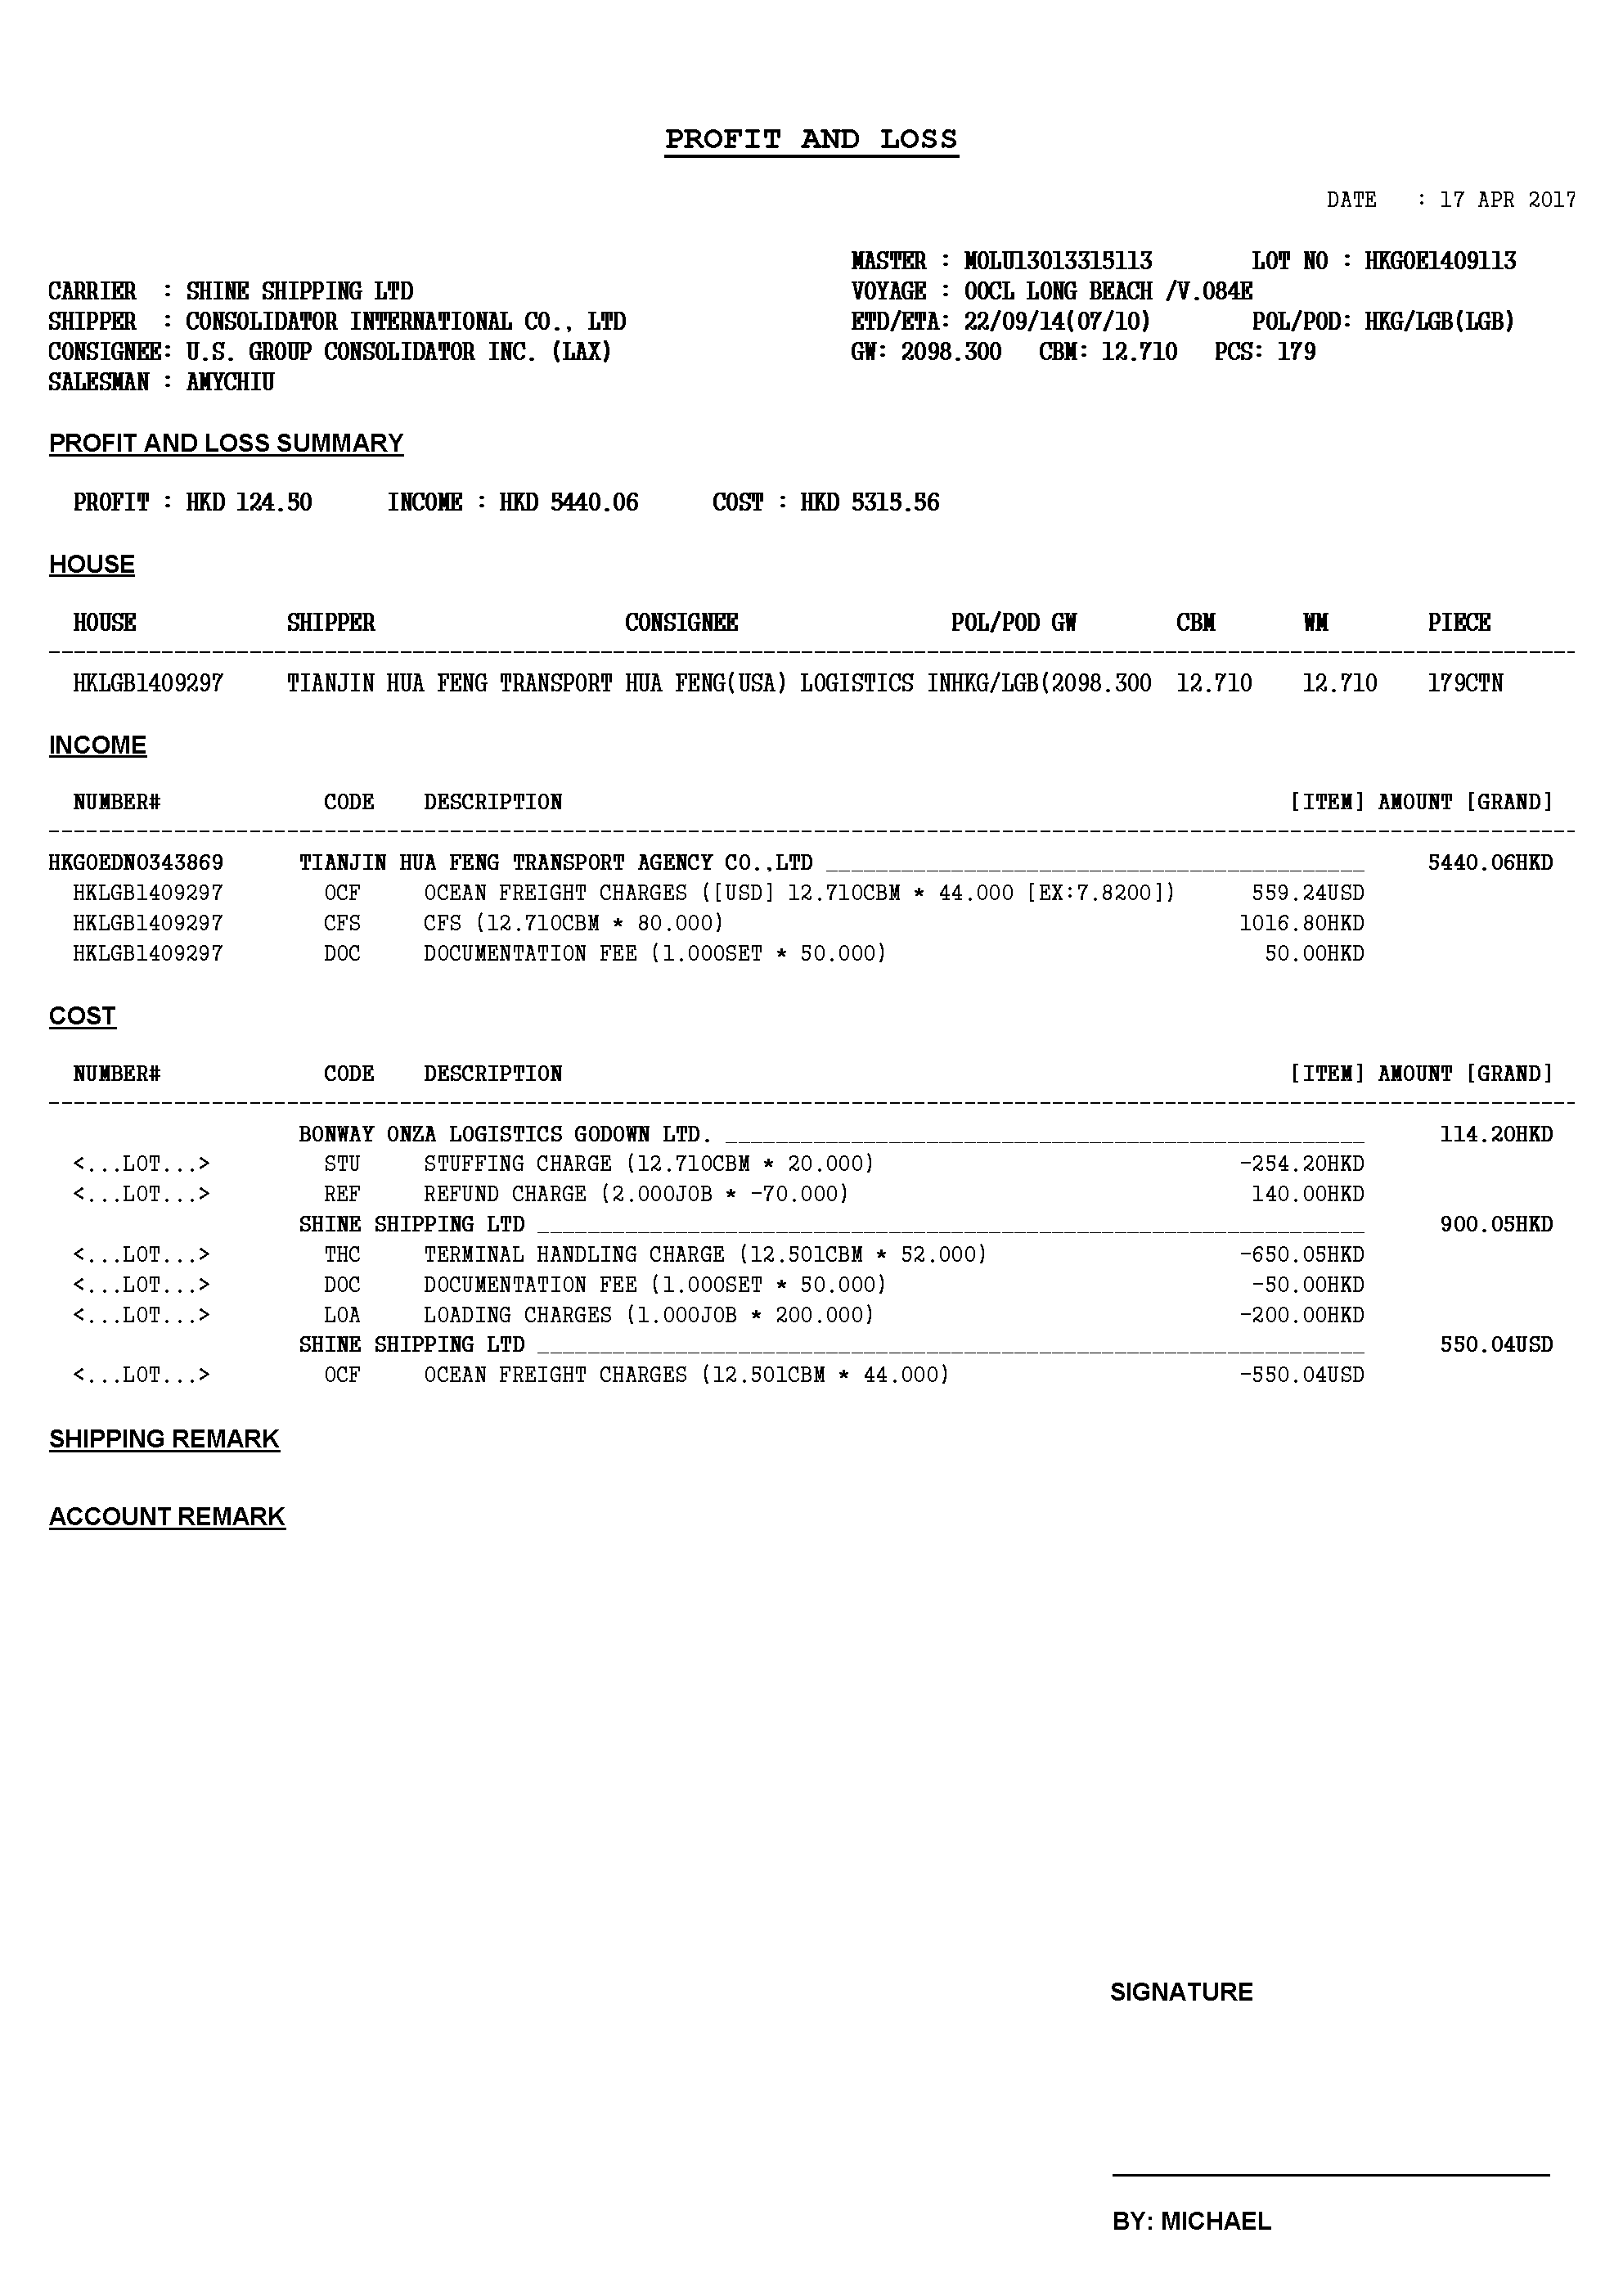 PROFIT AND LOSS
DATE : 17 APR 2017
MASTER : MOLU13013315113 LOT NO : HKGOE1409113
CARRIER : SHINE SHIPPING LTD VOYAGE : OOCL LONG BEACH /V.084E
SHIPPER : CONSOLIDATOR INTERNATIONAL CO., LTD ETD/ETA: 22/09/14(07/10) POL/POD: HKG/LGB(LGB)
CONSIGNEE: U.S. GROUP CONSOLIDATOR INC. (LAX) GW: 2098.300 CBM: 12.710 PCS: 179
SALESMAN : AMYCHIU
PROFIT AND LOSS SUMMARY
PROFIT : HKD 124.50 INCOME : HKD 5440.06 COST : HKD 5315.56
HOUSE
HOUSE SHIPPER CONSIGNEE POL/POD GW CBM WM PIECE
HKLGB1409297 TIANJIN HUA FENG TRANSPORT HUA FENG(USA) LOGISTICS INHKG/LGB(2098.300 12.710 12.710 179CTN
INCOME
NUMBER# CODE DESCRIPTION [ITEM] AMOUNT [GRAND]
HKGOEDN0343869 TIANJIN HUA FENG TRANSPORT AGENCY CO.,LTD 5440.06HKD
HKLGB1409297 OCF OCEAN FREIGHT CHARGES ([USD] 12.710CBM * 44.000 [EX:7.8200]) 559.24USD
HKLGB1409297 CFS CFS (12.710CBM * 80.000) 1016.80HKD
HKLGB1409297 DOC DOCUMENTATION FEE (1.000SET * 50.000) 50.00HKD
COST
NUMBER# CODE DESCRIPTION [ITEM] AMOUNT [GRAND]
BONWAY ONZA LOGISTICS GODOWN LTD. 114.20HKD
<...LOT...> STU STUFFING CHARGE (12.710CBM * 20.000) -254.20HKD
<...LOT...> REF REFUND CHARGE (2.000JOB * -70.000) 140.00HKD
SHINE SHIPPING LTD 900.05HKD
<...LOT...> THC TERMINAL HANDLING CHARGE (12.501CBM * 52.000) -650.05HKD
<...LOT...> DOC DOCUMENTATION FEE (1.000SET * 50.000) -50.00HKD
<...LOT...> LOA LOADING CHARGES (1.000JOB * 200.000) -200.00HKD
SHINE SHIPPING LTD 550.04USD
<...LOT...> OCF OCEAN FREIGHT CHARGES (12.501CBM * 44.000) -550.04USD
SHIPPING REMARK
ACCOUNT REMARK
SIGNATURE
BY: MICHAEL